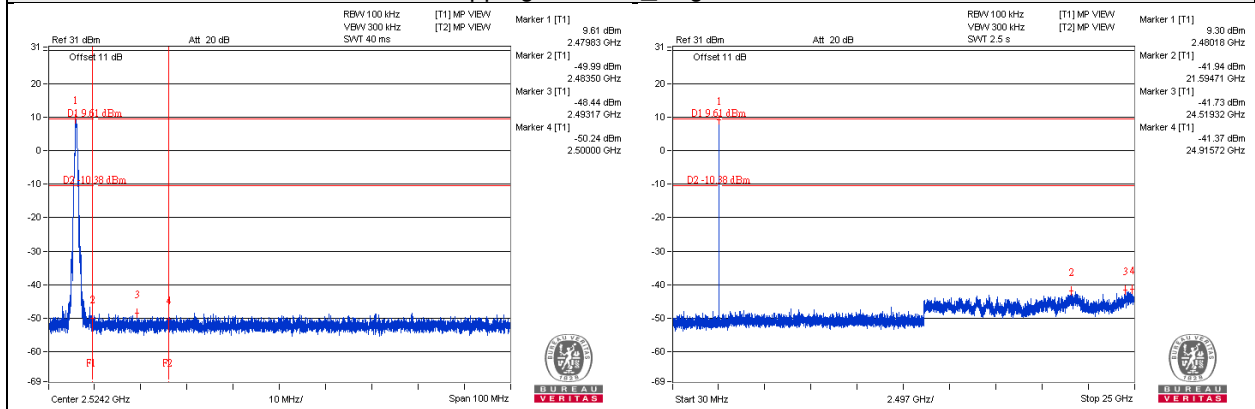 RBW 100 kHz [T1] MP VIEW
VBW 300 kHz [T2] MP VIEW
Ref 31 dBm Att 20 dB SWT 40 ms
Offset 11 dB
Marker 1 [T1]
9.61 dBm
2.47983 GHz
Marker 2 [T1]
-49.99 dBm
2.48350 GHz
Marker 3 [T1]
-48.44 dBm
2.49317 GHz
Marker 4 [T1]
-50.24 dBm
2.50000 GHz
31
20
10
0
-10
-20
-30
-40
-50
-60
-69
1
D1 9.61 dBm
D2 -10.38 dBm
2
3
4
F1
F2
Center 2.5242 GHz 10 MHz/ Span 100 MHz
BUREAU
VERITAS
RBW 100 kHz [T1] MP VIEW
VBW 300 kHz [T2] MP VIEW
Ref 31 dBm Att 20 dB SWT 2.5 s
Offset 11 dB
Marker 1 [T1]
9.30 dBm
2.48018 GHz
Marker 2 [T1]
-41.94 dBm
21.59471 GHz
Marker 3 [T1]
-41.73 dBm
24.51932 GHz
Marker 4 [T1]
-41.37 dBm
24.91572 GHz
31
20
10
0
-10
-20
-30
-40
-50
-60
-69
1
D1 9.61 dBm
D2 -10.38 dBm
2
3 4
Start 30 MHz 2.497 GHz/ Stop 25 GHz
BUREAU
VERITAS